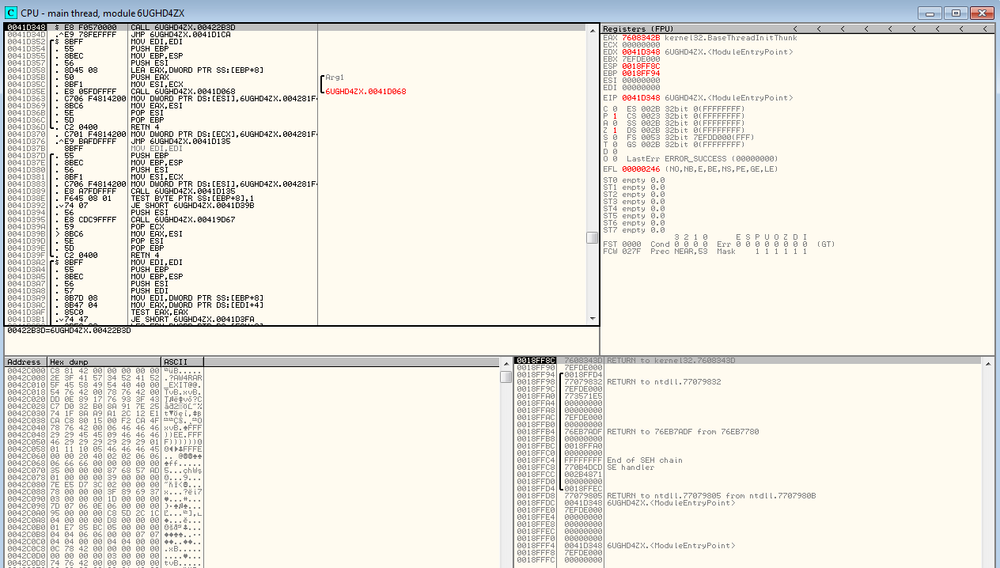 CPU - main thread, module 6UGHD4ZX
0041D348 $ E8 F0570000 CALL 6UGHD4ZX.00422B3D
0041D34D .^E9 78FEFFFF JMP 6UGHD4ZX.0041D1CA
0041D352 $ 8BFF MOV EDI,EDI
0041D354 . 55 PUSH EBP
0041D355 . 8BEC MOV EBP,ESP
0041D357 . 56 PUSH ESI
0041D358 . 8D45 08 LEA EAX,DWORD PTR SS:[EBP+8]
0041D35B . 50 PUSH EAX Arg1
0041D35C . 8BF1 MOV ESI,ECX
0041D35E . E8 05FDFFFF CALL 6UGHD4ZX.0041D068 6UGHD4ZX.0041D068
0041D363 . C706 F4814200 MOV DWORD PTR DS:[ESI],6UGHD4ZX.004281F4
0041D369 . 8BC6 MOV EAX,ESI
0041D36B . 5E POP ESI
0041D36C . 5D POP EBP
0041D36D . C2 0400 RETN 4
0041D370 . C701 F4814200 MOV DWORD PTR DS:[ECX],6UGHD4ZX.004281F4
0041D376 .^E9 BAFDFFFF JMP 6UGHD4ZX.0041D135
0041D37B 8BFF MOV EDI,EDI
0041D37D . 55 PUSH EBP
0041D37E . 8BEC MOV EBP,ESP
0041D380 . 56 PUSH ESI
0041D381 . 8BF1 MOV ESI,ECX
0041D383 . C706 F4814200 MOV DWORD PTR DS:[ESI],6UGHD4ZX.004281F4
0041D389 . E8 A7FDFFFF CALL 6UGHD4ZX.0041D135
0041D38E . F645 08 01 TEST BYTE PTR SS:[EBP+8],1
0041D392 . 74 07 JE SHORT 6UGHD4ZX.0041D39B
0041D394 . 56 PUSH ESI
0041D395 . E8 CDC9FFFF CALL 6UGHD4ZX.00419D67
0041D39A . 59 POP ECX
0041D39B > 8BC6 MOV EAX,ESI
0041D39D . 5E POP ESI
0041D39E . 5D POP EBP
0041D39F . C2 0400 RETN 4
0041D3A2 $ 8BFF MOV EDI,EDI
0041D3A4 . 55 PUSH EBP
0041D3A5 . 8BEC MOV EBP,ESP
0041D3A7 . 56 PUSH ESI
0041D3A8 . 57 PUSH EDI
0041D3A9 . 8B7D 08 MOV EDI,DWORD PTR SS:[EBP+8]
0041D3AC . 8B47 04 MOV EAX,DWORD PTR DS:[EDI+4]
0041D3AF . 85C0 TEST EAX,EAX
0041D3B1 . 74 47 JE SHORT 6UGHD4ZX.0041D3FA
00422B3D=6UGHD4ZX.00422B3D
Registers (FPU) < < < < < < < < <
EAX 7608342B kernel32.BaseThreadInitThunk
ECX 00000000
EDX 0041D348 6UGHD4ZX.<ModuleEntryPoint>
EBX 7EFDE000
ESP 0018FF8C
EBP 0018FF94
ESI 00000000
EDI 00000000
EIP 0041D348 6UGHD4ZX.<ModuleEntryPoint>
C 0 ES 002B 32bit 0(FFFFFFFF)
P 1 CS 0023 32bit 0(FFFFFFFF)
A 0 SS 002B 32bit 0(FFFFFFFF)
Z 1 DS 002B 32bit 0(FFFFFFFF)
S 0 FS 0053 32bit 7EFDD000(FFF)
T 0 GS 002B 32bit 0(FFFFFFFF)
D 0
O 0 LastErr ERROR_SUCCESS (00000000)
EFL 00000246 (NO,NB,E,BE,NS,PE,GE,LE)
ST0 empty 0.0
ST1 empty 0.0
ST2 empty 0.0
ST3 empty 0.0
ST4 empty 0.0
ST5 empty 0.0
ST6 empty 0.0
ST7 empty 0.0
3 2 1 0 E S P U O Z D I
FST 0000 Cond 0 0 0 0 Err 0 0 0 0 0 0 0 0 (GT)
FCW 027F Prec NEAR,53 Mask 1 1 1 1 1 1
Address Hex dump ASCII
0042C000 C8 81 42 00 00 00 00 00
0042C008 2E 3F 41 57 34 52 41 52 .?AW4RAR
0042C010 5F 45 58 49 54 40 40 00 _EXIT@@.
0042C018 54 76 42 00 78 76 42 00 TvB.xvB.
0042C020 DD 0E 89 17 76 93 3F 43
0042C028 C7 D0 32 B0 8A 91 7E 25
0042C030 74 1F 8A A9 A1 2C 12 E1
0042C038 CA C8 80 15 00 F2 CA 4F
0042C040 78 76 42 00 06 46 46 46
0042C048 29 29 45 45 09 46 46 46
0042C050 46 29 29 29 29 29 29 01
0042C058 01 11 10 05 46 46 46 45
0042C060 00 00 20 40 02 02 06 06
0042C068 06 66 66 00 00 00 00 00
0042C070 35 00 00 00 87 68 57 AD
0042C078 01 00 00 00 39 00 00 00
0042C080 7E E5 D7 3C 02 00 00 00
0042C088 78 00 00 00 3F 89 69 37
0042C090 03 00 00 00 1D 00 00 00
0042C098 7D 07 06 0E 06 00 00 00
0042C0A0 95 00 00 00 C8 5D 2C 1C
0042C0A8 04 00 00 00 D8 00 00 00
0042C0B0 01 E7 85 BC 05 00 00 00
0042C0B8 04 04 06 06 00 00 07 07
0042C0C0 04 04 00 06 04 04 00 00
0042C0C8 0C 78 42 00 00 00 00 00 .xB.....
0042C0D0 00 00 00 00 03 00 00 00
0042C0D8 74 76 42 00 00 00 00 00 tvB.....
0018FF8C 7608343D RETURN to kernel32.7608343D
0018FF90 7EFDE000
0018FF94 0018FFD4
0018FF98 77079832 RETURN to ntdll.77079832
0018FF9C 7EFDE000
0018FFA0 773571E5
0018FFA4 00000000
0018FFA8 00000000
0018FFAC 7EFDE000
0018FFB0 00000000
0018FFB4 76EB7ADF RETURN to 76EB7ADF from 76EB7780
0018FFB8 00000000
0018FFBC 0018FFA0
0018FFC0 00000000
0018FFC4 FFFFFFFF End of SEH chain
0018FFC8 770B4DCD SE handler
0018FFCC 002B4871
0018FFD0 00000000
0018FFD4 0018FFEC
0018FFD8 77079805 RETURN to ntdll.77079805 from ntdll.7707980B
0018FFDC 0041D348 6UGHD4ZX.<ModuleEntryPoint>
0018FFE0 7EFDE000
0018FFE4 00000000
0018FFE8 00000000
0018FFEC 00000000
0018FFF0 00000000
0018FFF4 0041D348 6UGHD4ZX.<ModuleEntryPoint>
0018FFF8 7EFDE000
0018FFFC 00000000